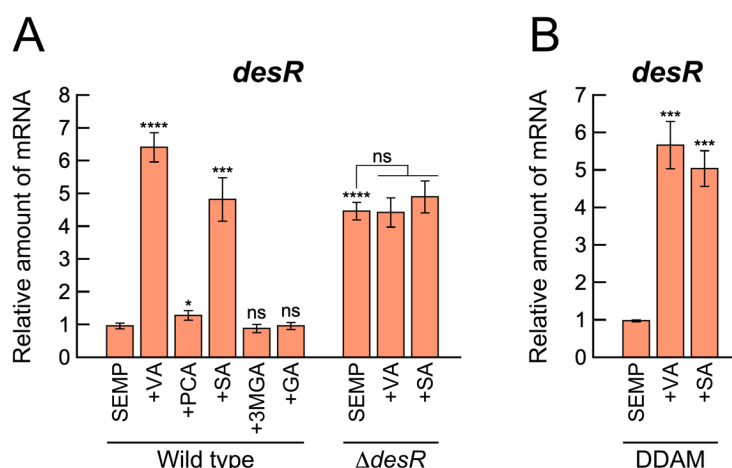 A
desR
Relative amount of mRNA
8
7
6
5
4
3
2
1
0
****
*
***
ns
ns
****
ns
SEMP
+VA
+PCA
+SA
+3MGA
+GA
SEMP
+VA
+SA
Wild type
ΔdesR
B
desR
Relative amount of mRNA
7
6
5
4
3
2
1
0
***
***
SEMP
+VA
+SA
DDAM